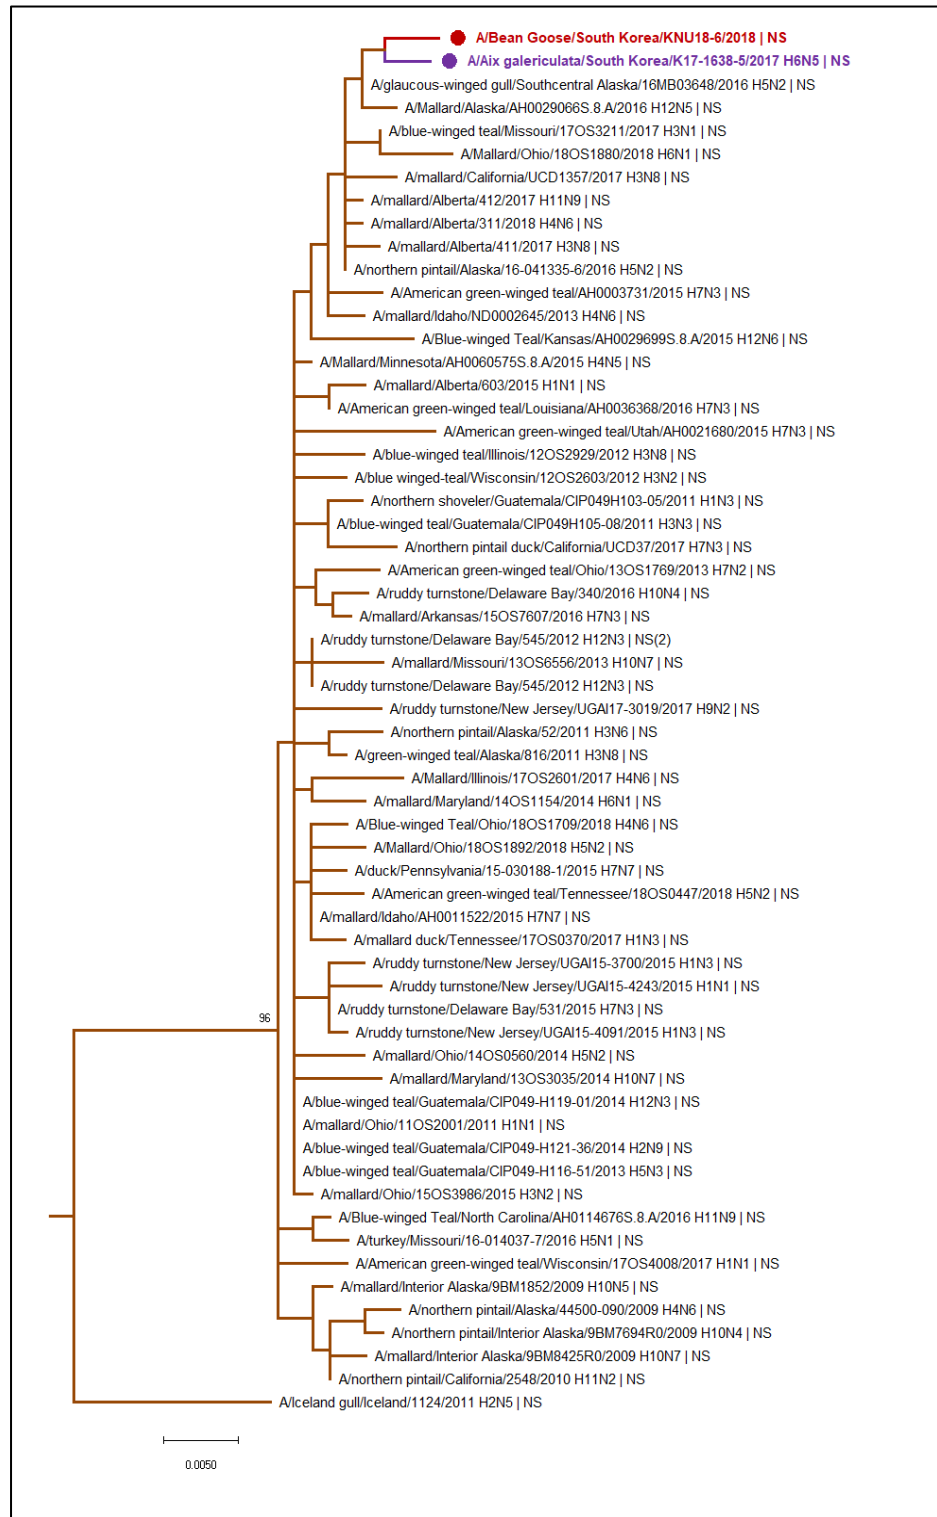 A/Bean Goose/South Korea/KNU18-6/2018 | NS
A/Aix galericulata/South Korea/K17-1638-5/2017 H6N5 | NS
A/glaucous-winged gull/Southcentral Alaska/16MB03648/2016 H5N2 | NS
A/Mallard/Alaska/AH0029066S.8.A/2016 H12N5 | NS
A/blue-winged teal/Missouri/17OS3211/2017 H3N1 | NS
A/Mallard/Ohio/18OS1880/2018 H6N1 | NS
A/mallard/California/UCD1357/2017 H3N8 | NS
A/mallard/Alberta/412/2017 H11N9 | NS
A/mallard/Alberta/311/2018 H4N6 | NS
A/mallard/Alberta/411/2017 H3N8 | NS
A/northern pintail/Alaska/16-041335-6/2016 H5N2 | NS
A/American green-winged teal/AH0003731/2015 H7N3 | NS
A/mallard/Idaho/ND0002645/2013 H4N6 | NS
A/Blue-winged Teal/Kansas/AH0029699S.8.A/2015 H12N6 | NS
A/Mallard/Minnesota/AH0060575S.8.A/2015 H4N5 | NS
A/mallard/Alberta/603/2015 H1N1 | NS
A/American green-winged teal/Louisiana/AH0036368/2016 H7N3 | NS
A/American green-winged teal/Utah/AH0021680/2015 H7N3 | NS
A/blue-winged teal/Illinois/12OS2929/2012 H3N8 | NS
A/blue winged-teal/Wisconsin/12OS2603/2012 H3N2 | NS
A/northern shoveler/Guatemala/CIP049H103-05/2011 H1N3 | NS
A/blue-winged teal/Guatemala/CIP049H105-08/2011 H3N3 | NS
A/northern pintail duck/California/UCD37/2017 H7N3 | NS
A/American green-winged teal/Ohio/13OS1769/2013 H7N2 | NS
A/ruddy turnstone/Delaware Bay/340/2016 H10N4 | NS
A/mallard/Arkansas/15OS7607/2016 H7N3 | NS
A/ruddy turnstone/Delaware Bay/545/2012 H12N3 | NS(2)
A/mallard/Missouri/13OS6556/2013 H10N7 | NS
A/ruddy turnstone/Delaware Bay/545/2012 H12N3 | NS
A/ruddy turnstone/New Jersey/UGAI17-3019/2017 H9N2 | NS
A/northern pintail/Alaska/52/2011 H3N6 | NS
A/green-winged teal/Alaska/816/2011 H3N8 | NS
A/Mallard/Illinois/17OS2601/2017 H4N6 | NS
A/mallard/Maryland/14OS1154/2014 H6N1 | NS
A/Blue-winged Teal/Ohio/18OS1709/2018 H4N6 | NS
A/Mallard/Ohio/18OS1892/2018 H5N2 | NS
A/duck/Pennsylvania/15-030188-1/2015 H7N7 | NS
A/American green-winged teal/Tennessee/18OS0447/2018 H5N2 | NS
A/mallard/Idaho/AH0011522/2015 H7N7 | NS
A/mallard duck/Tennessee/17OS0370/2017 H1N3 | NS
A/ruddy turnstone/New Jersey/UGAI15-3700/2015 H1N3 | NS
A/ruddy turnstone/New Jersey/UGAI15-4243/2015 H1N1 | NS
A/ruddy turnstone/Delaware Bay/531/2015 H7N3 | NS
96
A/ruddy turnstone/New Jersey/UGAI15-4091/2015 H1N3 | NS
A/mallard/Ohio/14OS0560/2014 H5N2 | NS
A/mallard/Maryland/13OS3035/2014 H10N7 | NS
A/blue-winged teal/Guatemala/CIP049-H119-01/2014 H12N3 | NS
A/mallard/Ohio/11OS2001/2011 H1N1 | NS
A/blue-winged teal/Guatemala/CIP049-H121-36/2014 H2N9 | NS
A/blue-winged teal/Guatemala/CIP049-H116-51/2013 H5N3 | NS
A/mallard/Ohio/15OS3986/2015 H3N2 | NS
A/Blue-winged Teal/North Carolina/AH0114676S.8.A/2016 H11N9 | NS
A/turkey/Missouri/16-014037-7/2016 H5N1 | NS
A/American green-winged teal/Wisconsin/17OS4008/2017 H1N1 | NS
A/mallard/Interior Alaska/9BM1852/2009 H10N5 | NS
A/northern pintail/Alaska/44500-090/2009 H4N6 | NS
A/northern pintail/Interior Alaska/9BM7694R0/2009 H10N4 | NS
A/mallard/Interior Alaska/9BM8425R0/2009 H10N7 | NS
A/northern pintail/California/2548/2010 H11N2 | NS
A/Iceland gull/Iceland/1124/2011 H2N5 | NS
0.0050